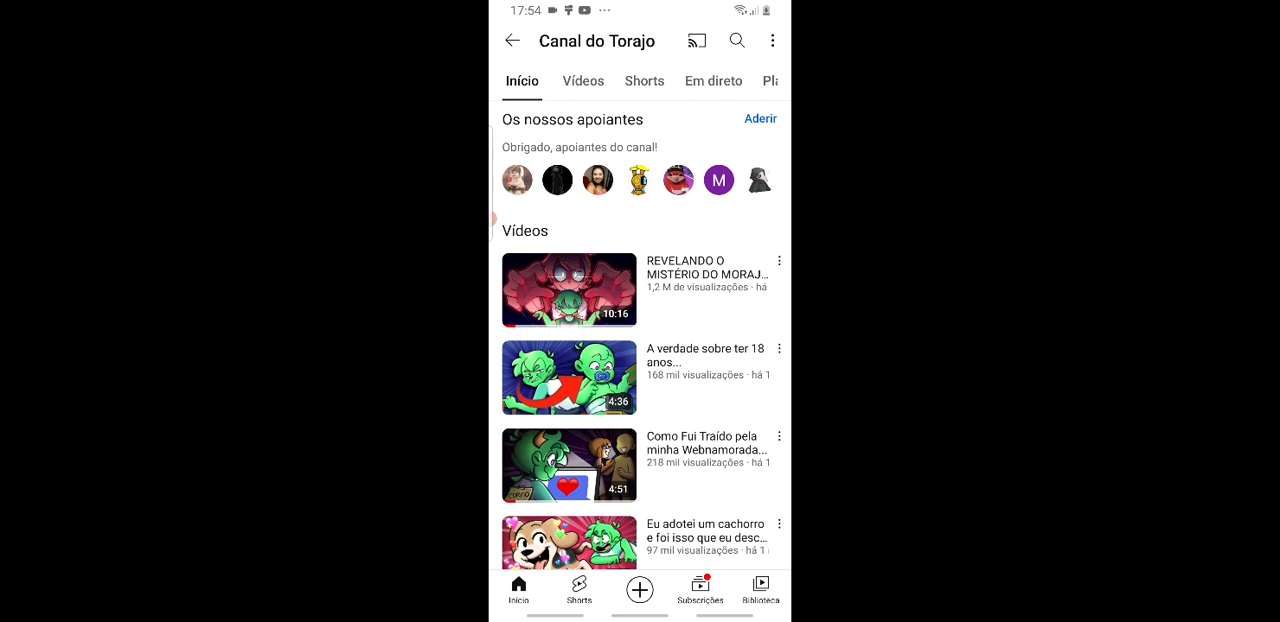 17:54
Canal do Torajo
Início Vídeos Shorts Em direto Pla
Os nossos apoiantes Aderir
Obrigado, apoiantes do canal!
M
Vídeos
REVELANDO O
MISTÉRIO DO MORAJ...
1,2 M de visualizações · há
10:16
A verdade sobre ter 18
anos...
168 mil visualizações · há 1
4:36
Como Fui Traído pela
minha Webnamorada...
218 mil visualizações · há 1
4:51
CORNO
Eu adotei um cachorro
e foi isso que eu desc...
97 mil visualizações · há 1
Início Shorts Subscrições Biblioteca